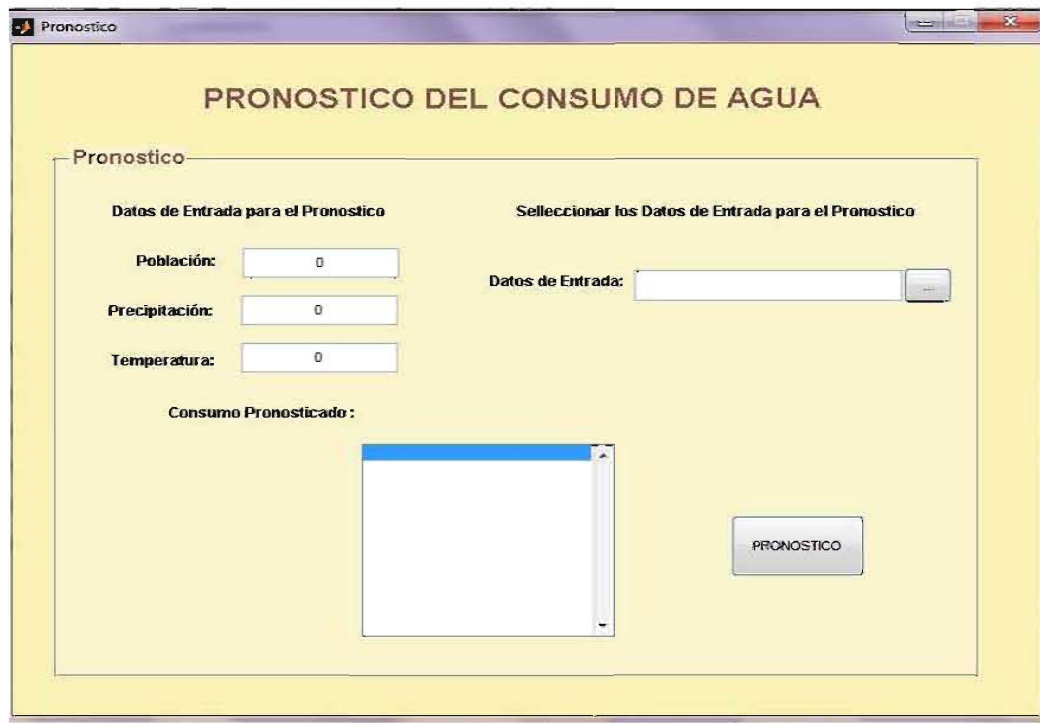 Pronostico
PRONOSTICO DEL CONSUMO DE AGUA
Pronostico
Datos de Entrada para el Pronostico
Población: 0
Precipitación: 0
Temperatura: 0
Selleccionar los Datos de Entrada para el Pronostico
Datos de Entrada: ...
Consumo Pronosticado :
PRONOSTICO